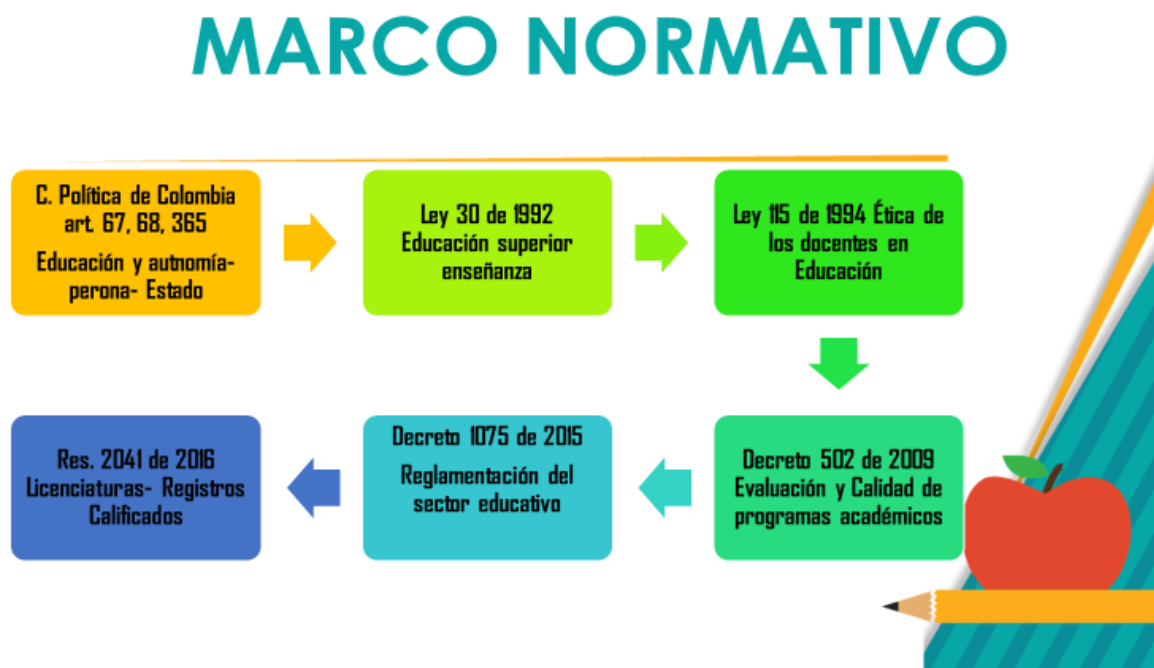 MARCO NORMATIVO
C. Política de Colombia
art. 67, 68, 365
Educación y autnomía-
perona- Estado
Ley 30 de 1992
Educación superior
enseñanza
Ley 115 de 1994 Ética de
los docentes en
Educación
Decreto 502 de 2009
Evaluación y Calidad de
programas académicos
Decreto 1075 de 2015
Reglamentación del
sector educativo
Res. 2041 de 2016
Licenciaturas- Registros
Calificados